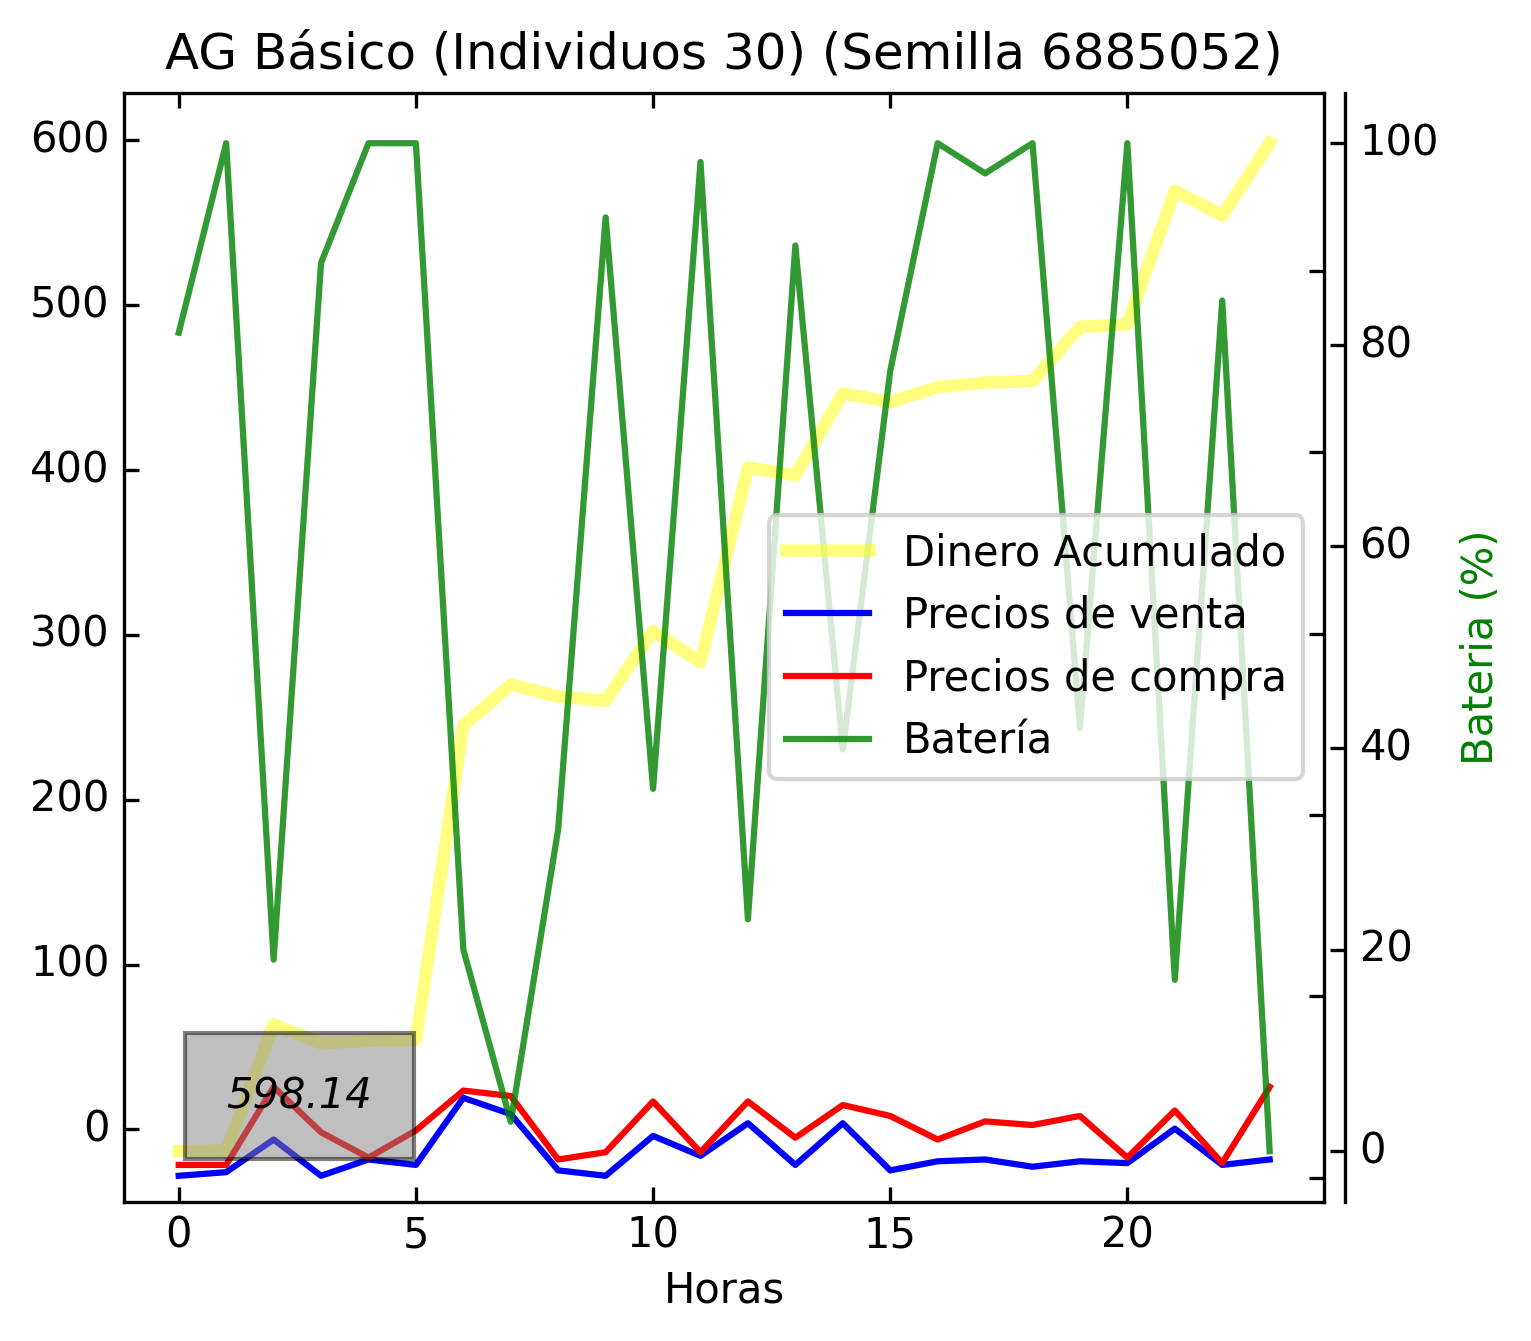 AG Básico (Individuos 30) (Semilla 6885052)
600
500
400
300
200
100
0
100
80
60
40
20
0
Bateria (%)
Dinero Acumulado
Precios de venta
Precios de compra
Batería
598.14
0 5 10 15 20
Horas